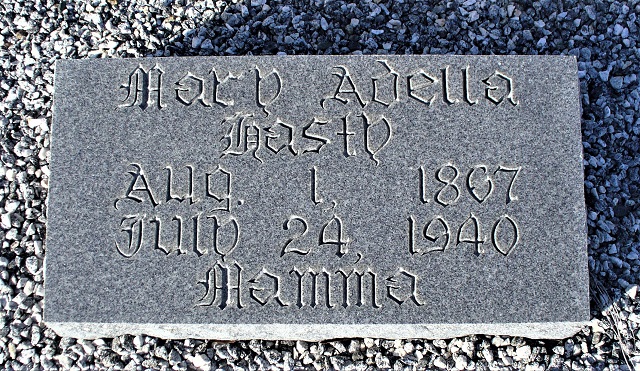 Mary Adella
Hasty
Aug. 1, 1867
July 24, 1940
Mamma